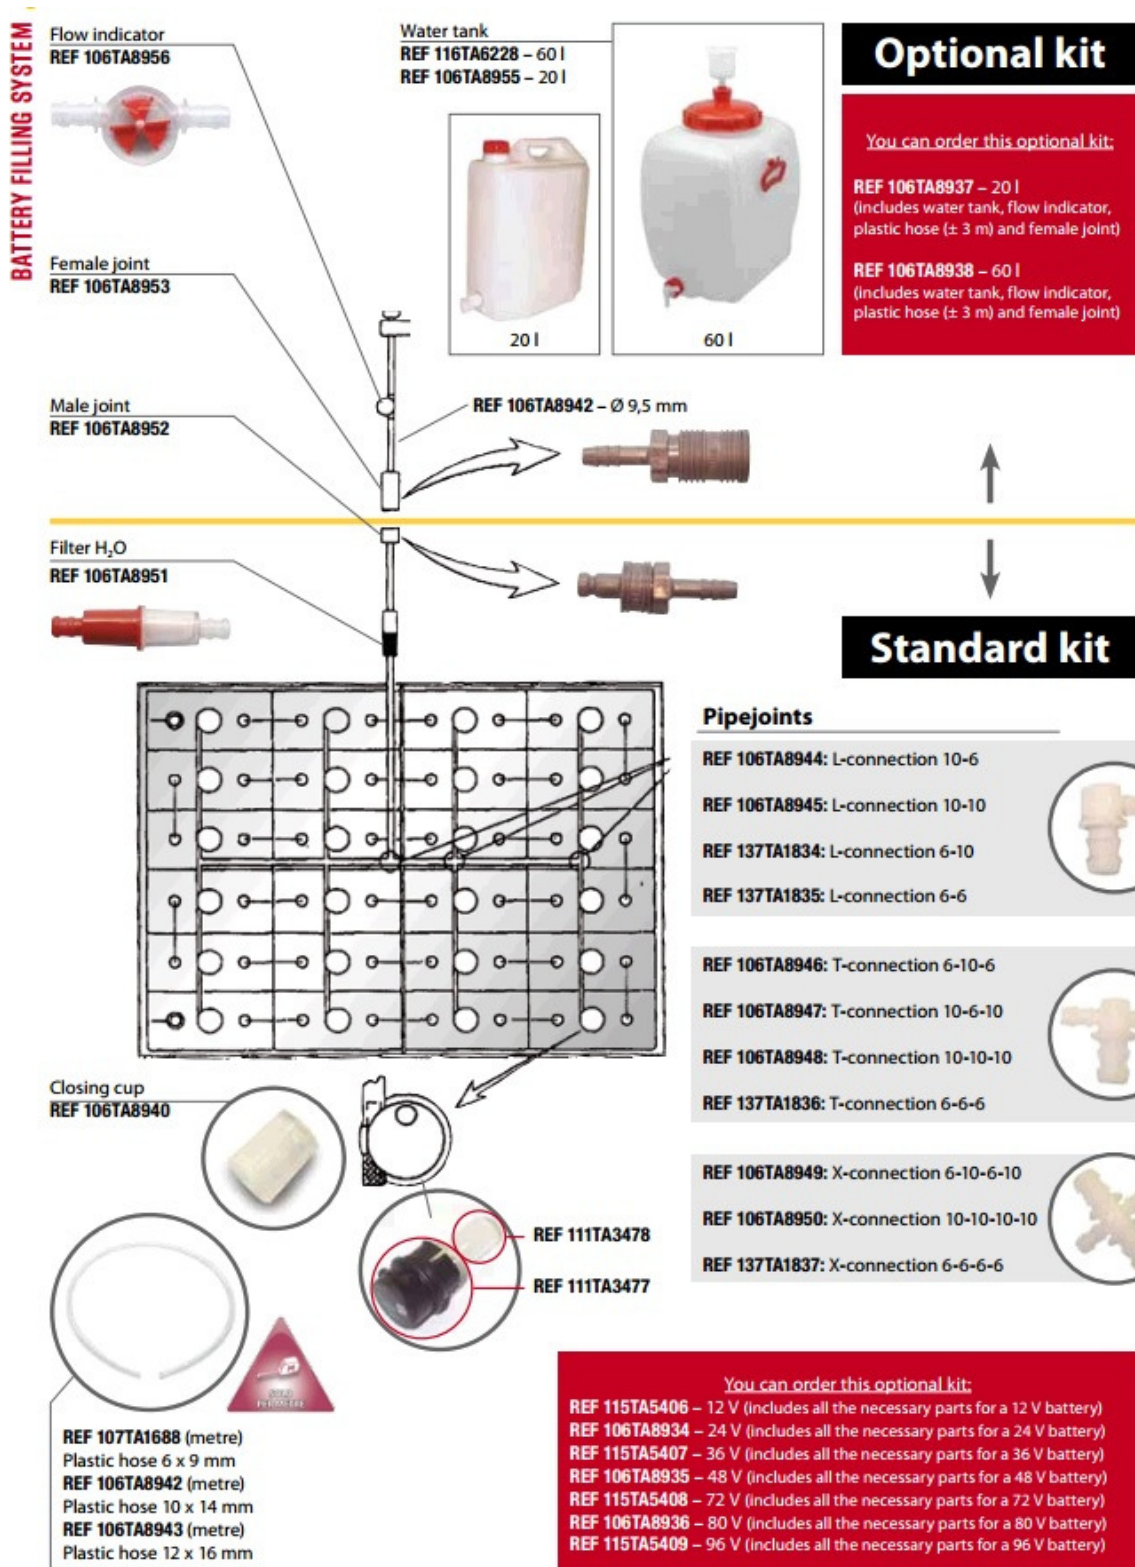 BATTERY FILLING SYSTEM
Flow indicator
REF 106TA8956
Water tank
REF 116TA6228 – 60 l
REF 106TA8955 – 20 l
20 l
60 l
Optional kit
You can order this optional kit:
REF 106TA8937 – 20 l
(includes water tank, flow indicator,
plastic hose (± 3 m) and female joint)
REF 106TA8938 – 60 l
(includes water tank, flow indicator,
plastic hose (± 3 m) and female joint)
Female joint
REF 106TA8953
Male joint
REF 106TA8952
REF 106TA8942 – Ø 9,5 mm
Filter H₂O
REF 106TA8951
Standard kit
Pipejoints
REF 106TA8944: L-connection 10-6
REF 106TA8945: L-connection 10-10
REF 137TA1834: L-connection 6-10
REF 137TA1835: L-connection 6-6
REF 106TA8946: T-connection 6-10-6
REF 106TA8947: T-connection 10-6-10
REF 106TA8948: T-connection 10-10-10
REF 137TA1836: T-connection 6-6-6
REF 106TA8949: X-connection 6-10-6-10
REF 106TA8950: X-connection 10-10-10-10
REF 137TA1837: X-connection 6-6-6-6
Closing cup
REF 106TA8940
REF 111TA3478
REF 111TA3477
SOLD
PER METRE
REF 107TA1688 (metre)
Plastic hose 6 x 9 mm
REF 106TA8942 (metre)
Plastic hose 10 x 14 mm
REF 106TA8943 (metre)
Plastic hose 12 x 16 mm
You can order this optional kit:
REF 115TA5406 – 12 V (includes all the necessary parts for a 12 V battery)
REF 106TA8934 – 24 V (includes all the necessary parts for a 24 V battery)
REF 115TA5407 – 36 V (includes all the necessary parts for a 36 V battery)
REF 106TA8935 – 48 V (includes all the necessary parts for a 48 V battery)
REF 115TA5408 – 72 V (includes all the necessary parts for a 72 V battery)
REF 106TA8936 – 80 V (includes all the necessary parts for a 80 V battery)
REF 115TA5409 – 96 V (includes all the necessary parts for a 96 V battery)